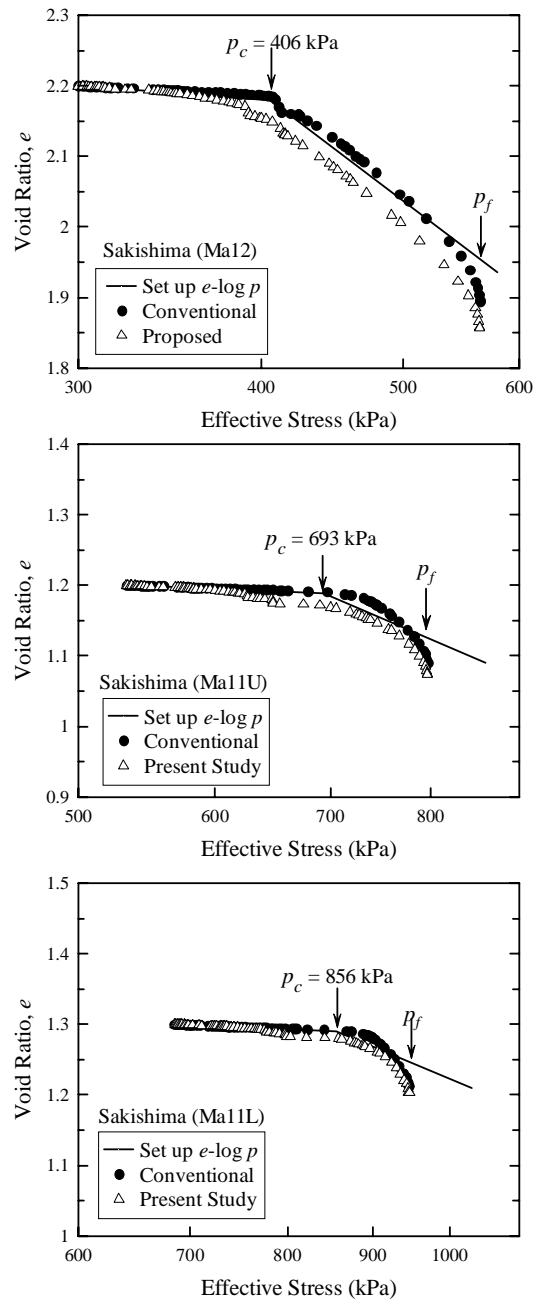 2.3
p_c = 406 kPa
2.2
2.1
Void Ratio, e
p_f
2
Sakishima (Ma12)
Set up e-log p
1.9
Conventional
Proposed
1.8
300
400
500
600
Effective Stress (kPa)
1.4
1.3
p_c = 693 kPa
p_f
1.2
Void Ratio, e
1.1
Sakishima (Ma11U)
Set up e-log p
1
Conventional
Present Study
0.9
500
600
700
800
Effective Stress (kPa)
1.5
1.4
p_c = 856 kPa
p_f
1.3
Void Ratio, e
1.2
Sakishima (Ma11L)
Set up e-log p
1.1
Conventional
Present Study
1
600
700
800
900
1000
Effective Stress (kPa)